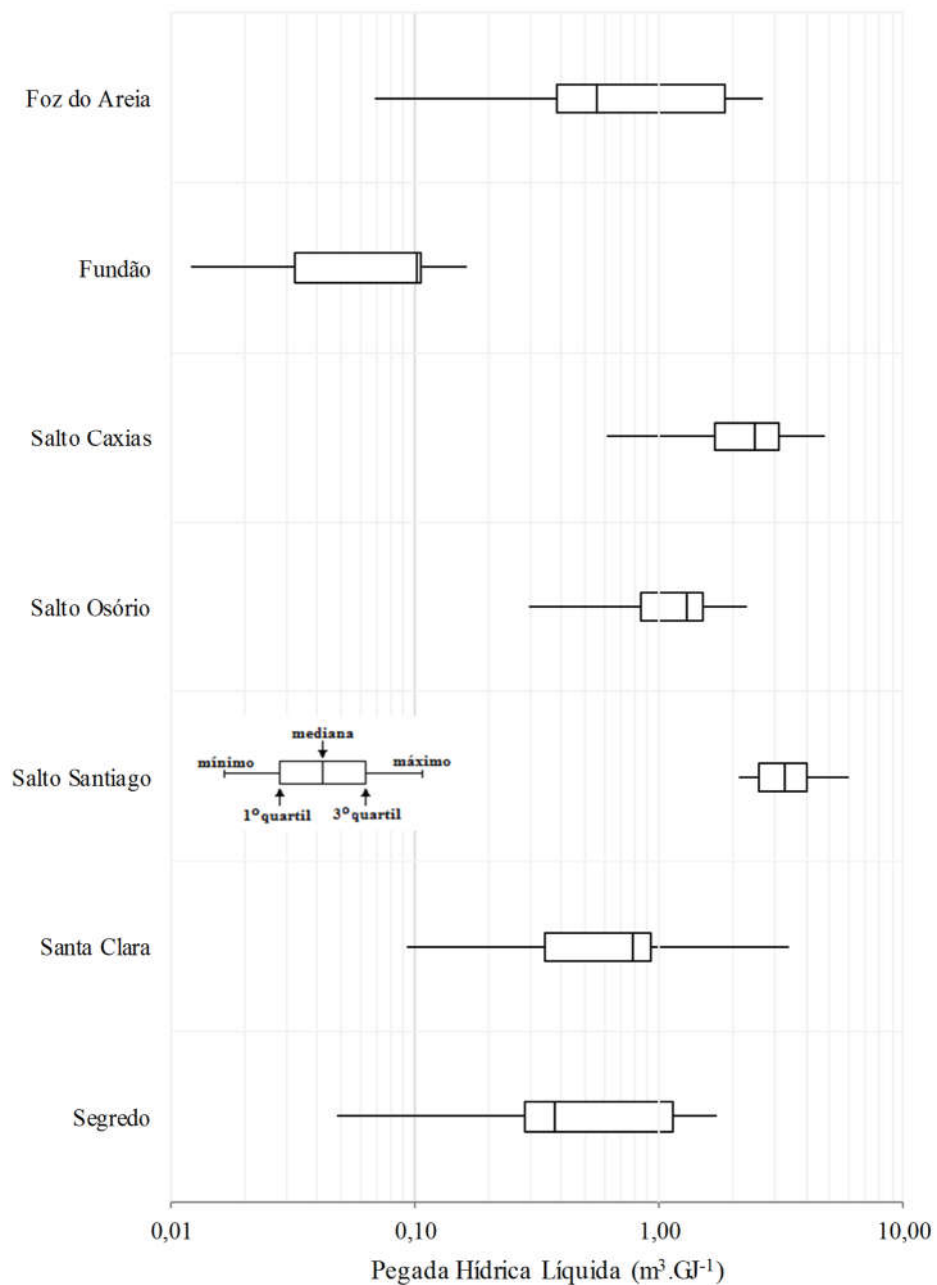 Foz do Areia
Fundão
Salto Caxias
Salto Osório
Salto Santiago
mediana
mínimo
máximo
1º quartil
3º quartil
Santa Clara
Segredo
0,01
0,10
1,00
10,00
Pegada Hídrica Líquida (m³.GJ⁻¹)